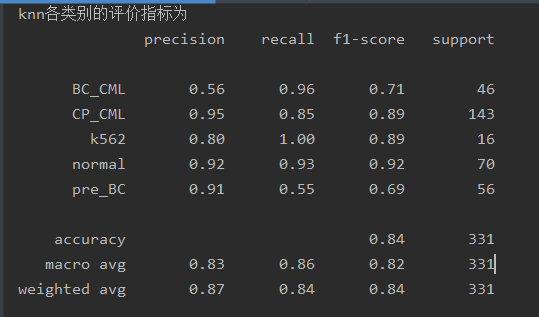 knn各类别的评价指标为
precision recall f1-score support
BC_CML 0.56 0.96 0.71 46
CP_CML 0.95 0.85 0.89 143
k562 0.80 1.00 0.89 16
normal 0.92 0.93 0.92 70
pre_BC 0.91 0.55 0.69 56
accuracy 0.84 331
macro avg 0.83 0.86 0.82 331
weighted avg 0.87 0.84 0.84 331